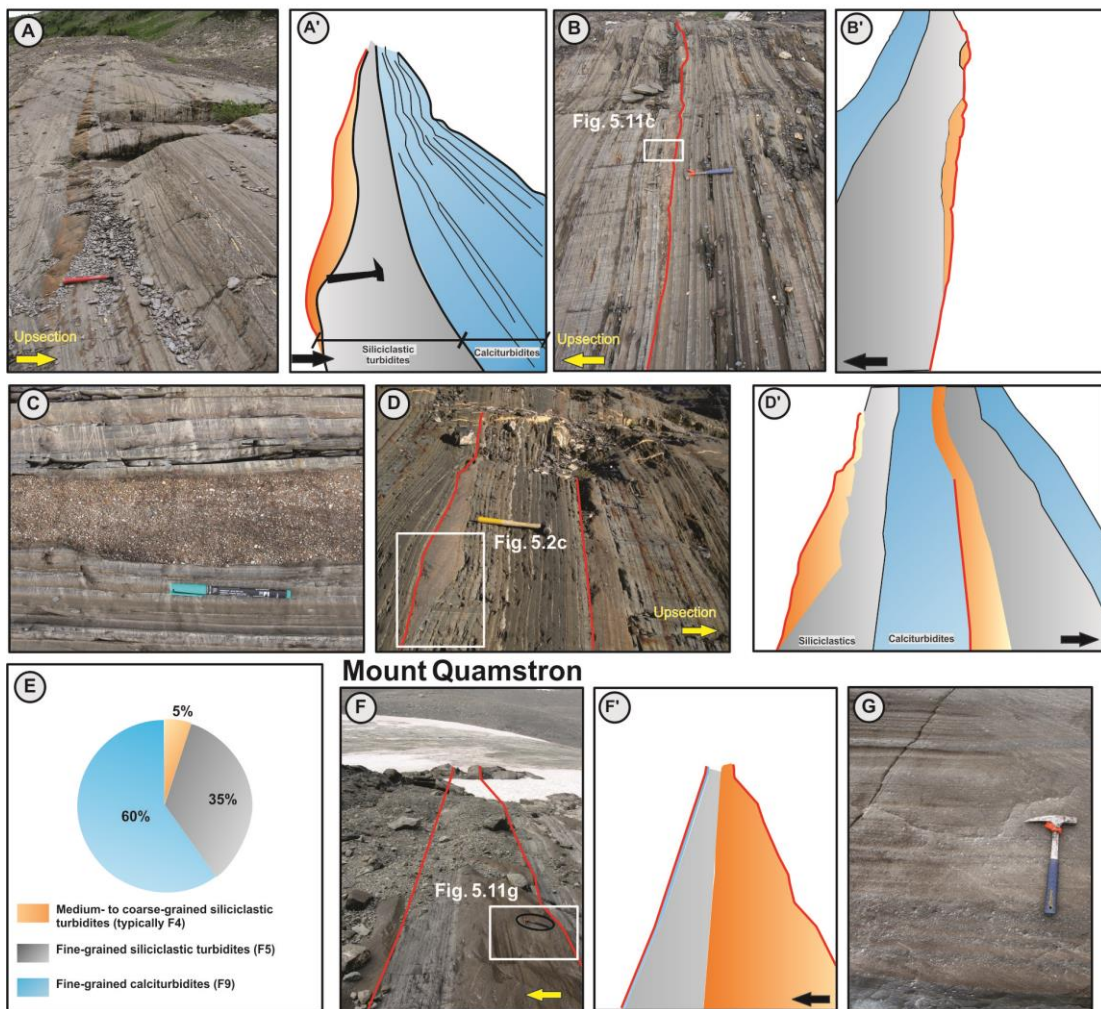 A
Upsection
A'
Siliciclastic
turbidites
Calciturbidites
B
Fig. 5.11c
Upsection
B'
C
D
Fig. 5.2c
Upsection
D'
Siliciclastics
Calciturbidites
E
5%
35%
60%
Medium- to coarse-grained siliciclastic
turbidites (typically F4)
Fine-grained siliciclastic turbidites (F5)
Fine-grained calciturbidites (F9)
Mount Quamstron
F
Fig. 5.11g
F'
G